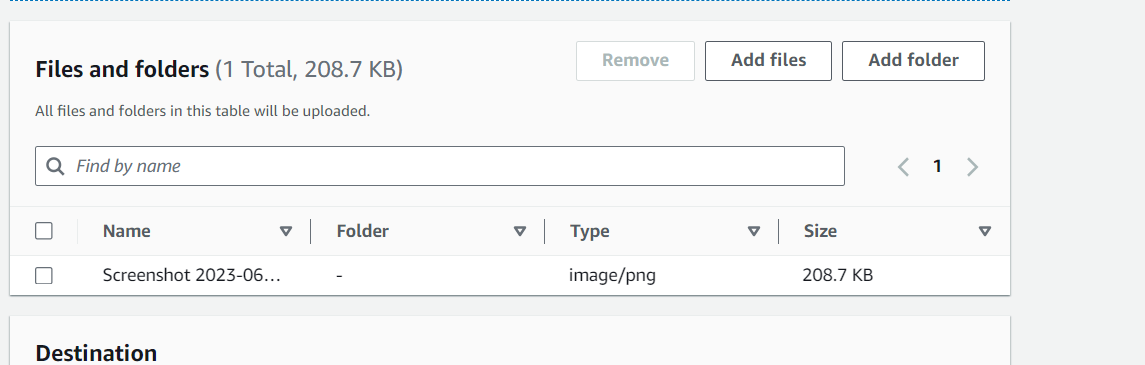 Files and folders (1 Total, 208.7 KB)
Remove
Add files
Add folder
All files and folders in this table will be uploaded.
Find by name
1
Name Folder Type Size
Screenshot 2023-06... - image/png 208.7 KB
Destination